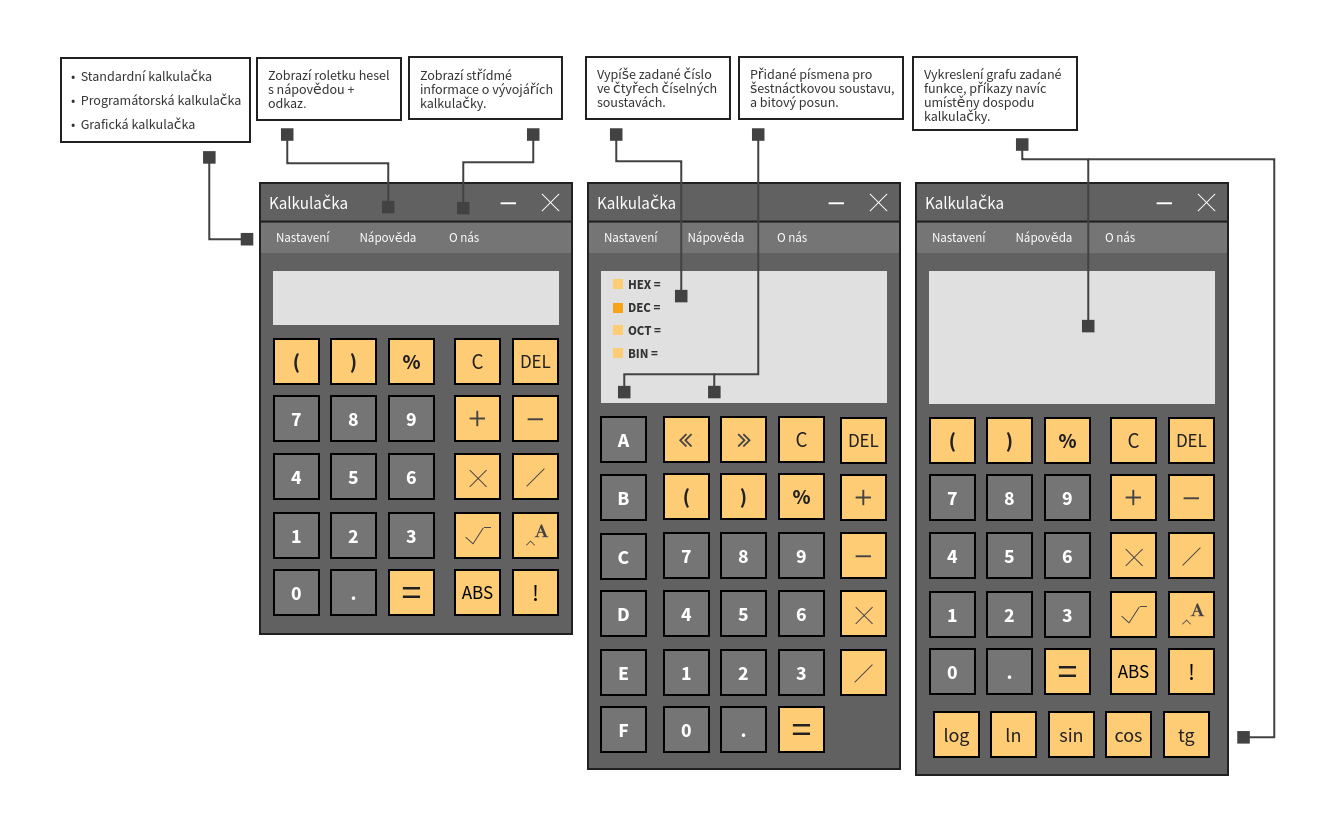 • Standardní kalkulačka
• Programátorská kalkulačka
• Grafická kalkulačka
Zobrazí roletku hesel
s nápovědou +
odkaz.
Zobrazí střídmé
informace o vývojářích
kalkulačky.
Vypíše zadané číslo
ve čtyřech číselných
soustavách.
Přidané písmena pro
šestnáctkovou soustavu,
a bitový posun.
Vykreslení grafu zadané
funkce, příkazy navíc
umístěny dospodu
kalkulačky.
Kalkulačka
Nastavení Nápověda O nás
( ) % C DEL
7 8 9 + −
4 5 6 × /
1 2 3 √ ^A
0 . = ABS !
Kalkulačka
Nastavení Nápověda O nás
HEX =
DEC =
OCT =
BIN =
A « » C DEL
B ( ) % +
C 7 8 9 −
D 4 5 6 ×
E 1 2 3 /
F 0 . =
Kalkulačka
Nastavení Nápověda O nás
( ) % C DEL
7 8 9 + −
4 5 6 × /
1 2 3 √ ^A
0 . = ABS !
log ln sin cos tg